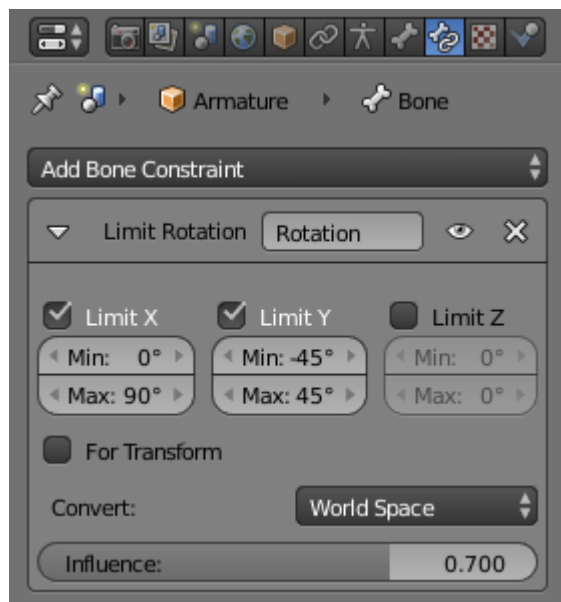 Armature Bone
Add Bone Constraint
Limit Rotation Rotation
Limit X Limit Y Limit Z
Min: 0° Min: -45° Min: 0°
Max: 90° Max: 45° Max: 0°
For Transform
Convert: World Space
Influence: 0.700